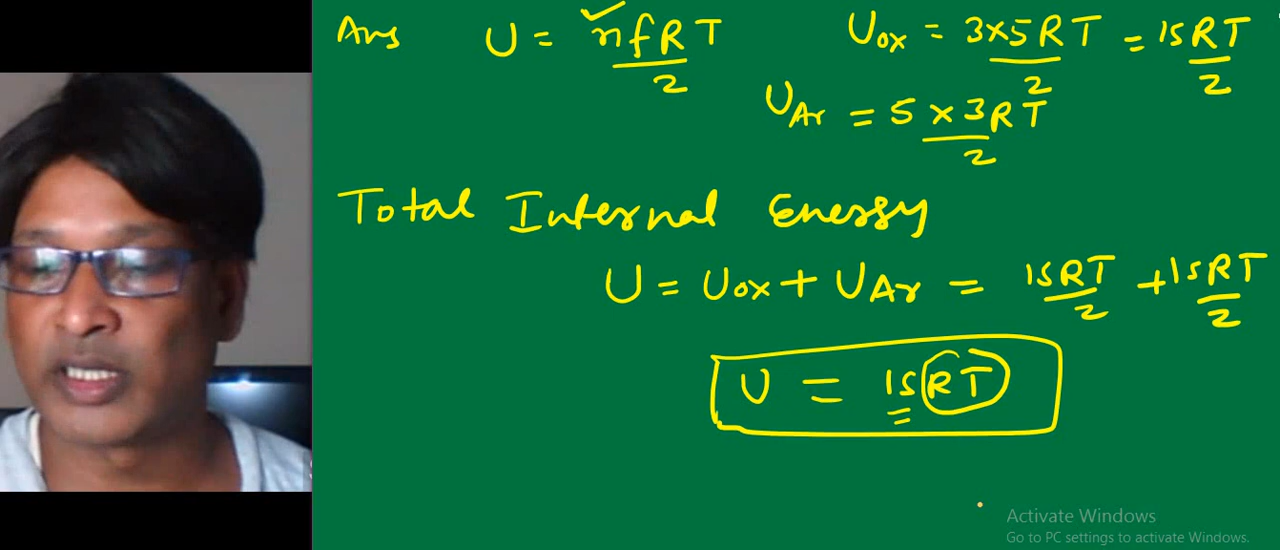 Ans U = nfRT/2 Uox = 3×5RT/2 = 15RT/2
UAr = 5×3RT/2
Total Internal Energy
U = Uox + UAr = 15RT/2 + 15RT/2
U = 15RT
Activate Windows
Go to PC settings to activate Windows.